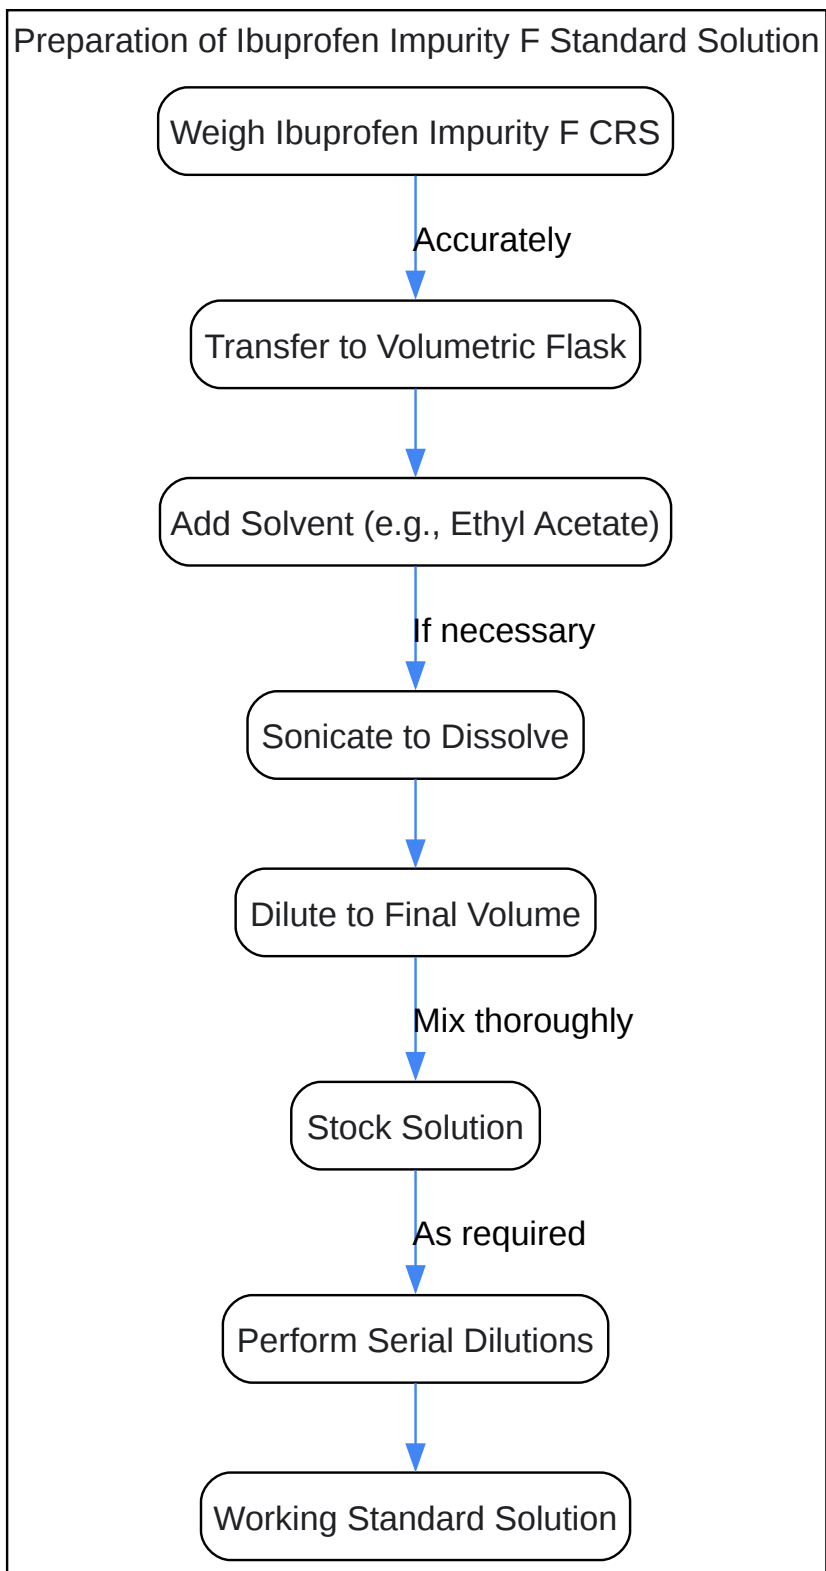 Preparation of Ibuprofen Impurity F Standard Solution
Weigh Ibuprofen Impurity F CRS
Accurately
Transfer to Volumetric Flask
Add Solvent (e.g., Ethyl Acetate)
If necessary
Sonicate to Dissolve
Dilute to Final Volume
Mix thoroughly
Stock Solution
As required
Perform Serial Dilutions
Working Standard Solution